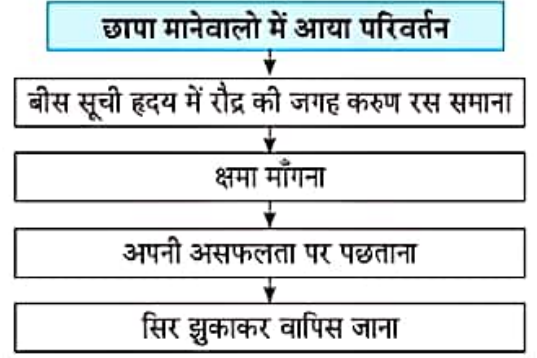 छापा मानेवालो में आया परिवर्तन
बीस सूची हृदय में रौद्र की जगह करुण रस समाना
क्षमा माँगना
अपनी असफलता पर पछताना
सिर झुकाकर वापिस जाना